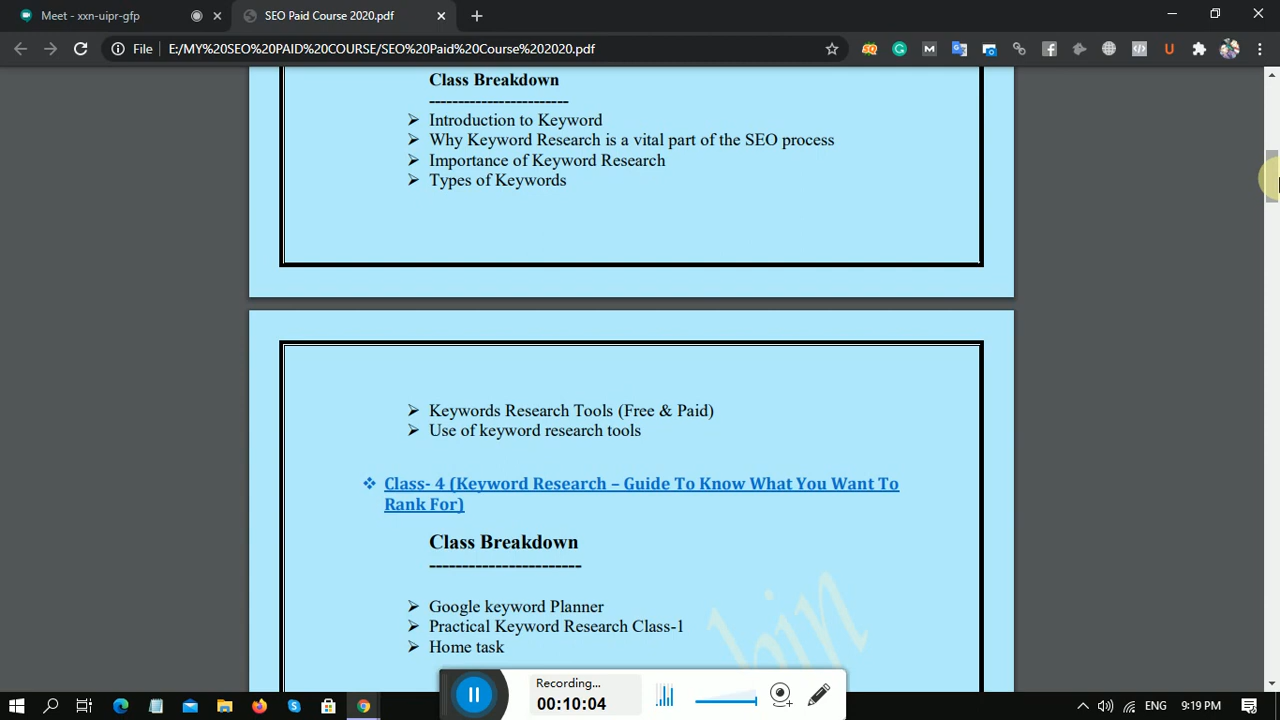 Meet - xxn-uipr-gfp
SEO Paid Course 2020.pdf
File
E:/MY%20SEO%20PAID%20COURSE/SEO%20Paid%20Course%202020.pdf
Class Breakdown
------------------------
Introduction to Keyword
Why Keyword Research is a vital part of the SEO process
Importance of Keyword Research
Types of Keywords
Keywords Research Tools (Free & Paid)
Use of keyword research tools
Class- 4 (Keyword Research – Guide To Know What You Want To
Rank For)
Class Breakdown
-----------------------
Google keyword Planner
Practical Keyword Research Class-1
Home task
Recording...
00:10:04
ENG
9:19 PM